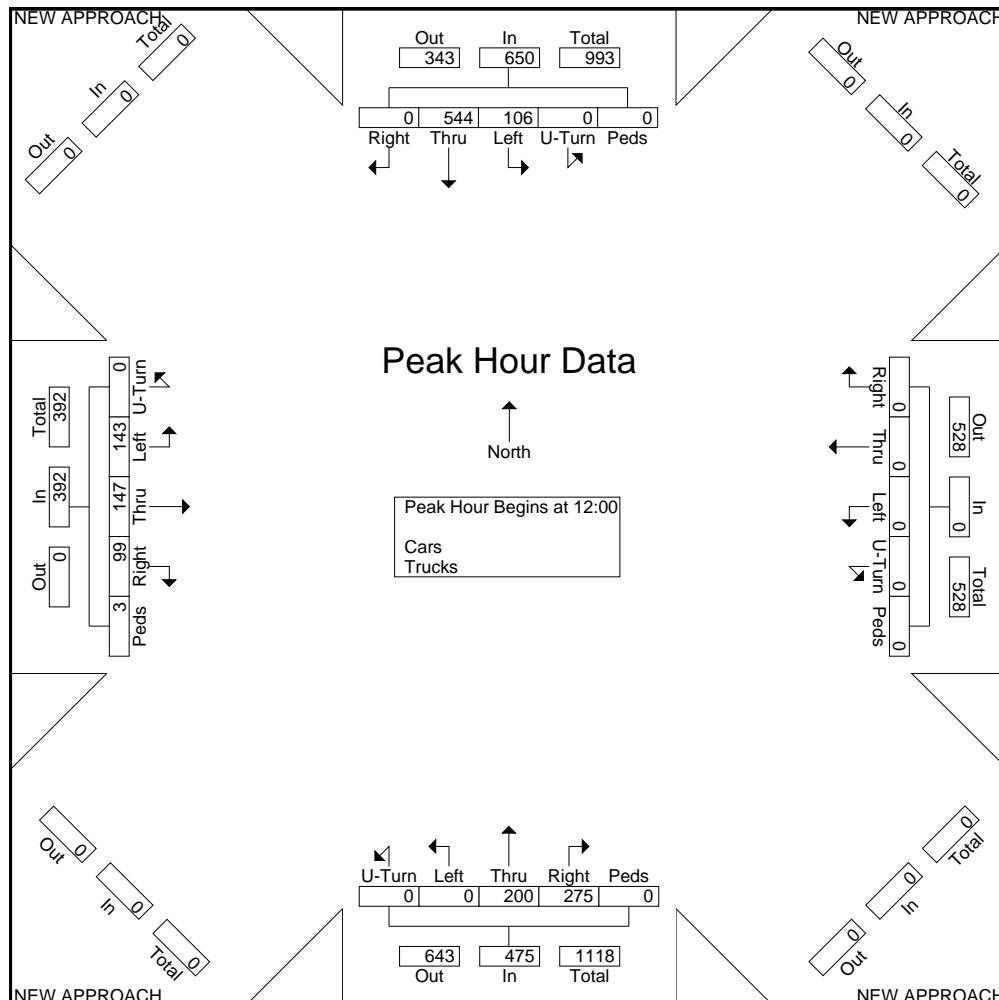 NEW APPROACH
NEW APPROACH
Total
0
In
0
Out
0
Out In Total
343 650 993
0 544 106 0 0
Right Thru Left U-Turn Peds
Out
0
In
0
Total
0
Peak Hour Data
North
Peak Hour Begins at 12:00
Cars
Trucks
Total
392
In
392
Out
0
0 143 147 99 3
U-Turn Left Thru Right Peds
Right Thru Left U-Turn Peds
0 0 0 0 0
Out
528
In
0
Total
528
Out
0
In
0
Total
0
U-Turn Left Thru Right Peds
0 0 200 275 0
643 475 1118
Out In Total
0
Total
0
In
0
Out
NEW APPROACH
NEW APPROACH